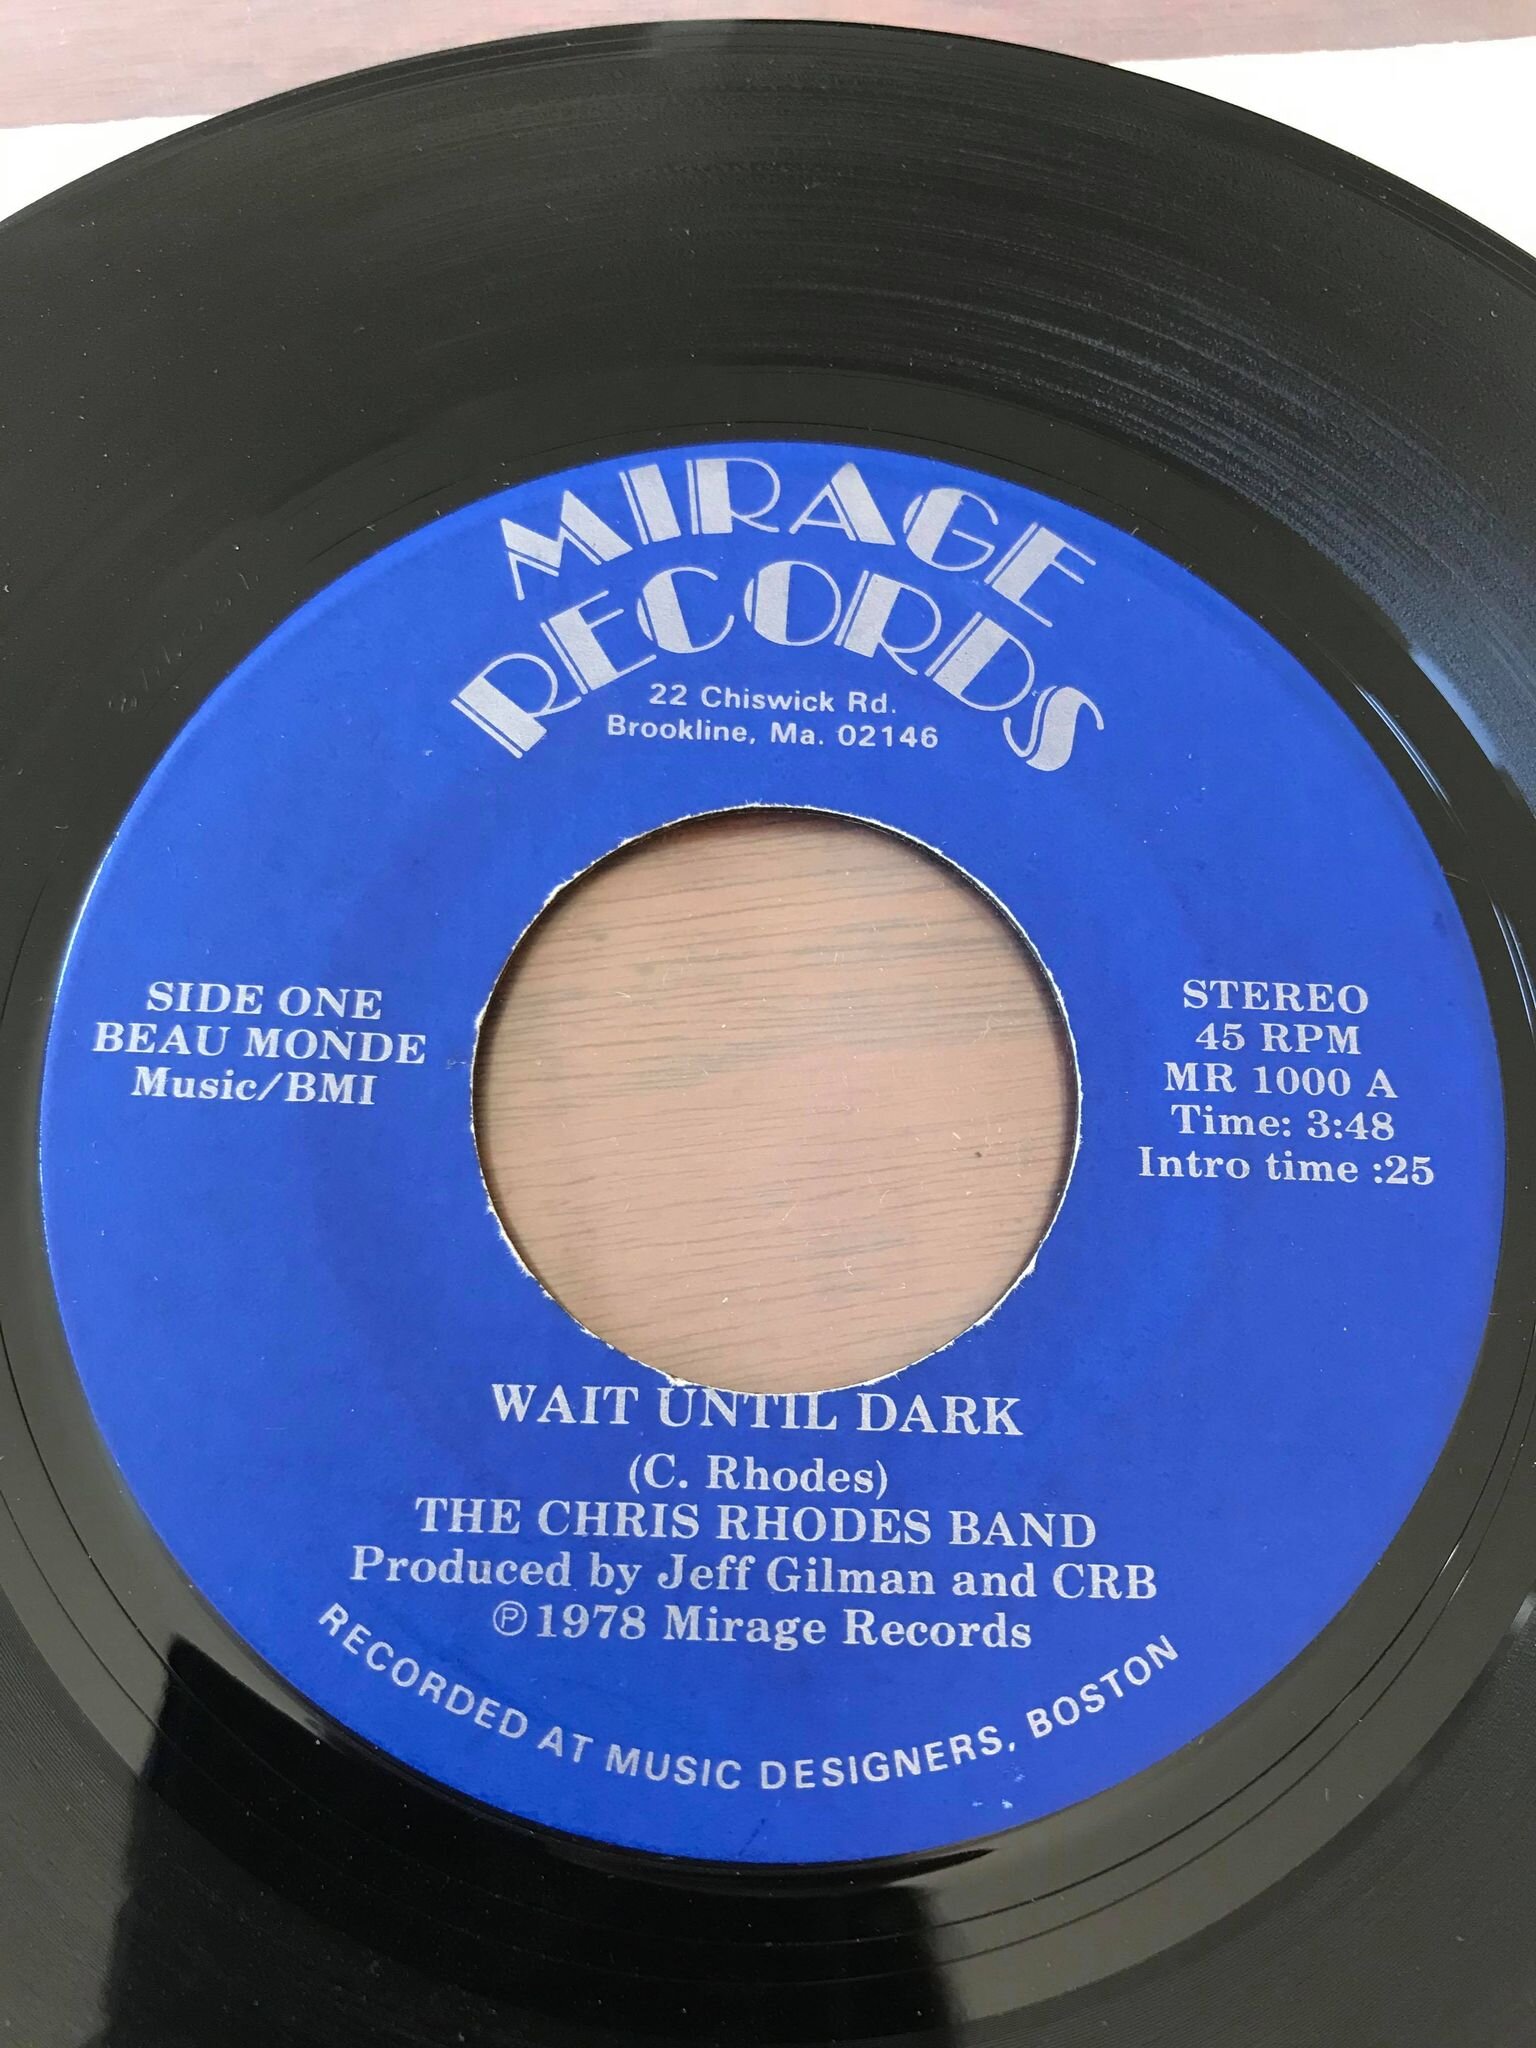 MIRAGE
RECORDS
22 Chiswick Rd.
Brookline, Ma. 02146
SIDE ONE
BEAU MONDE
Music/BMI
STEREO
45 RPM
MR 1000 A
Time: 3:48
Intro time :25
WAIT UNTIL DARK
(C. Rhodes)
THE CHRIS RHODES BAND
Produced by Jeff Gilman and CRB
℗ 1978 Mirage Records
RECORDED AT MUSIC DESIGNERS, BOSTON